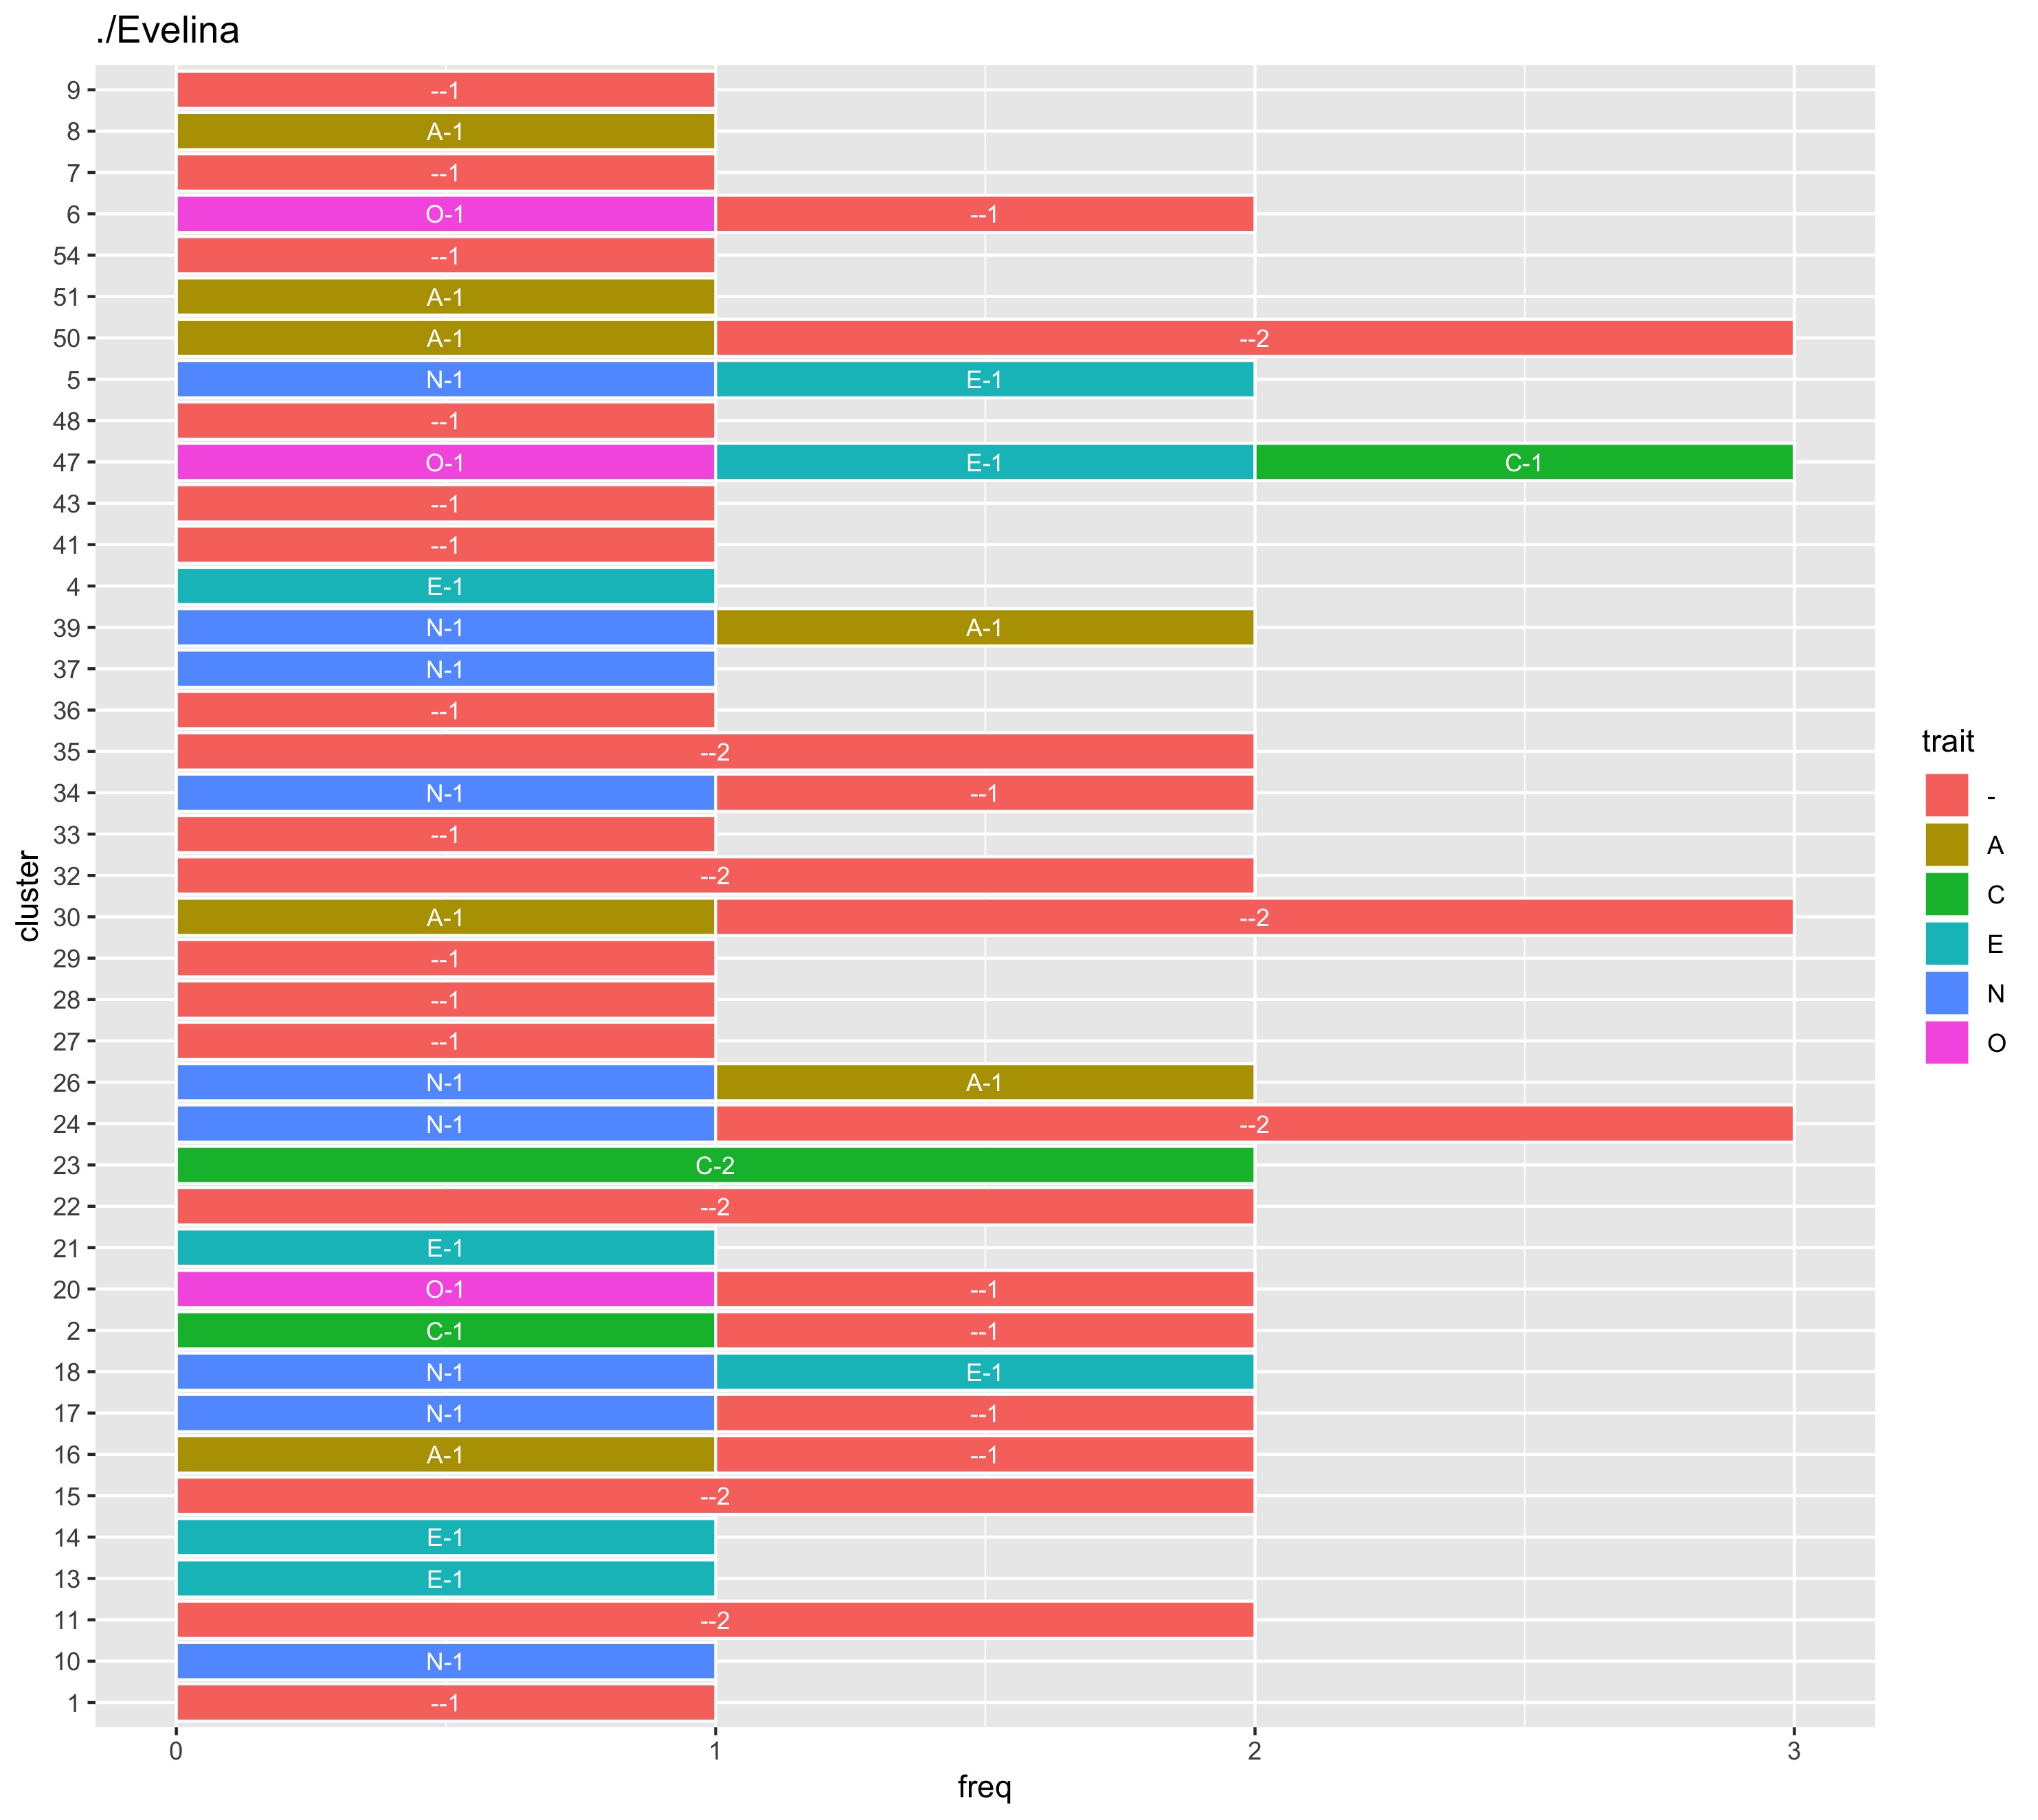 ./Evelina
9 --1
8 A-1
7 --1
6 O-1 --1
54 --1
51 A-1
50 A-1 --2
5 N-1 E-1
48 --1
47 O-1 E-1 C-1
43 --1
41 --1
4 E-1
39 N-1 A-1
37 N-1
36 --1
35 --2
34 N-1 --1
33 --1
32 --2
30 A-1 --2
29 --1
28 --1
27 --1
26 N-1 A-1
24 N-1 --2
23 C-2
22 --2
21 E-1
20 O-1 --1
2 C-1 --1
18 N-1 E-1
17 N-1 --1
16 A-1 --1
15 --2
14 E-1
13 E-1
11 --2
10 N-1
1 --1
0 1 2 3
freq
cluster
trait
-
A
C
E
N
O